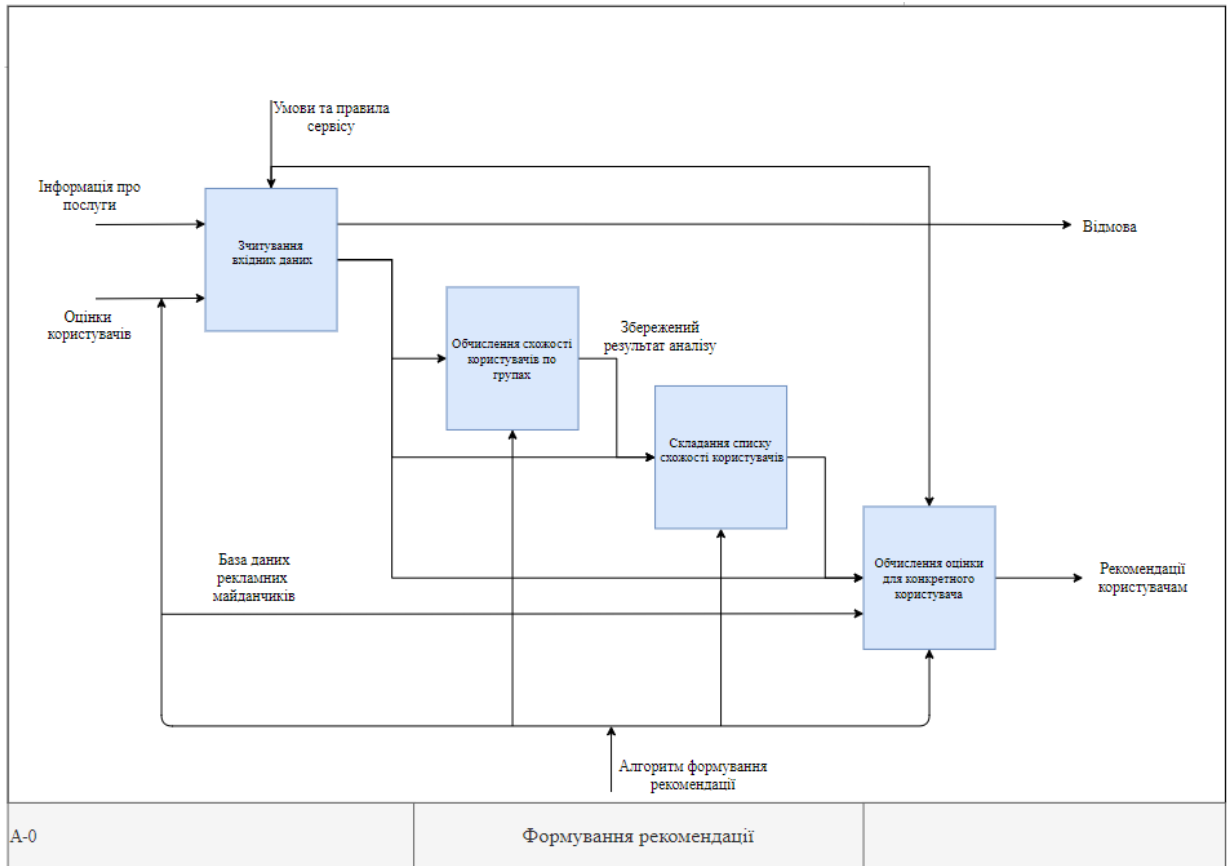 Умови та правила
сервісу
Інформація про
послуги
Зчитування
вхідних даних
Відмова
Оцінки
користувачів
Обчислення схожості
користувачів по
групах
Збережений
результат аналізу
Складання списку
схожості користувачів
База даних
рекламних
майданчиків
Обчислення оцінки
для конкретного
користувача
Рекомендації
користувачам
Алгоритм формування
рекомендації
А-0
Формування рекомендації